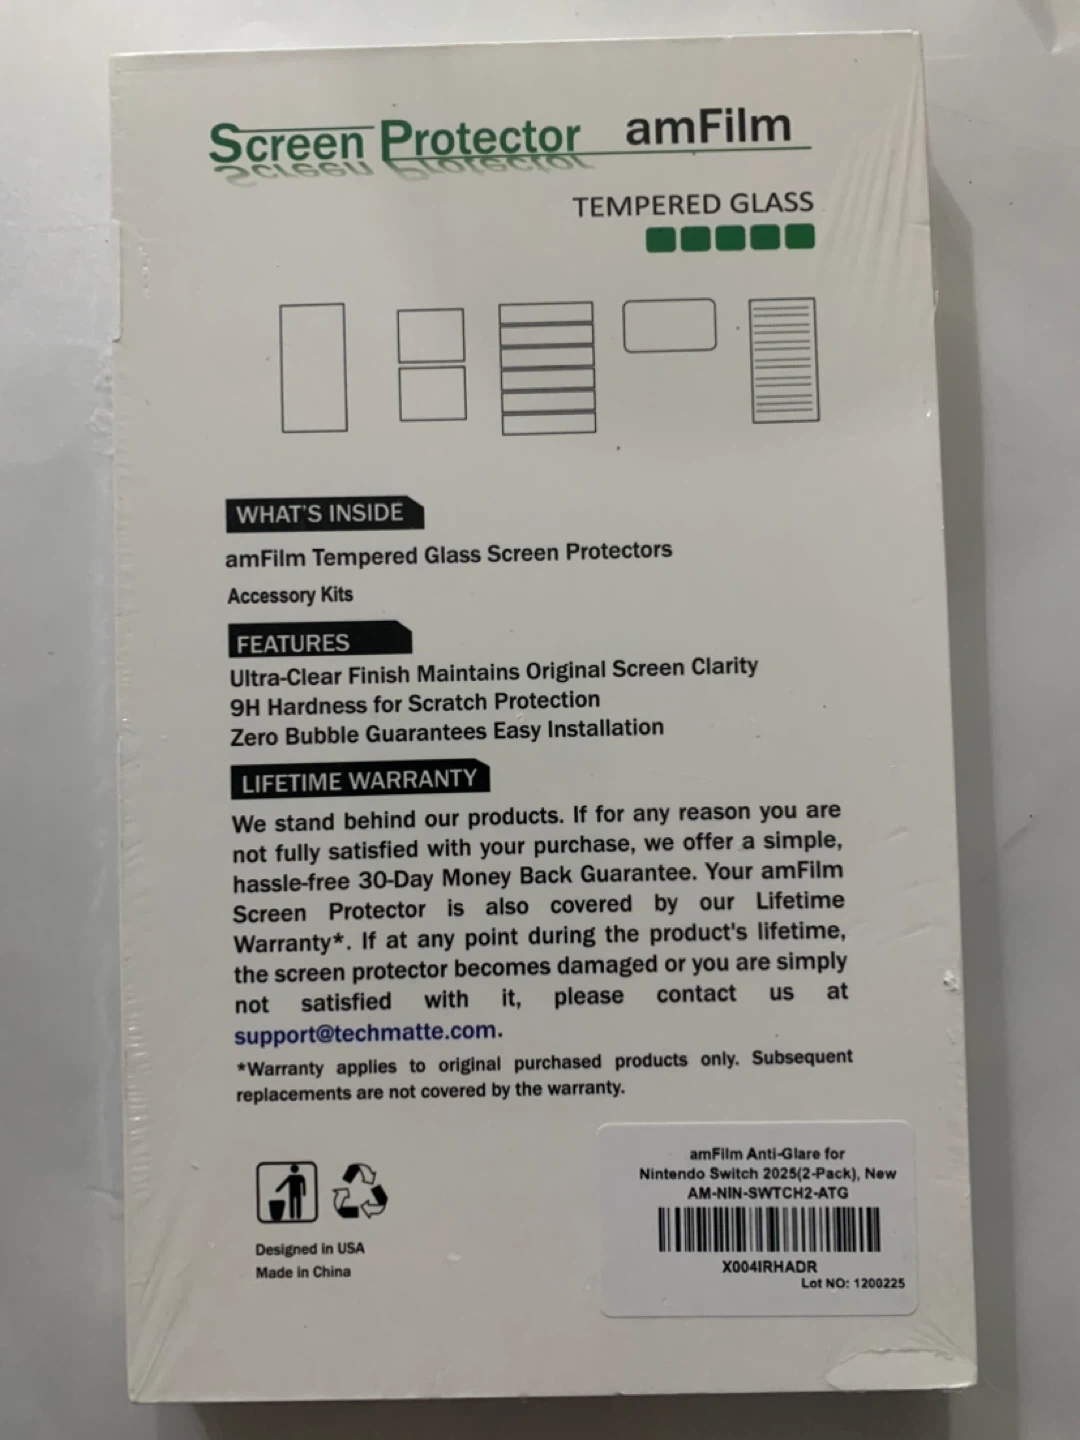 Screen Protector amFilm
TEMPERED GLASS
WHAT'S INSIDE
amFilm Tempered Glass Screen Protectors
Accessory Kits
FEATURES
Ultra-Clear Finish Maintains Original Screen Clarity
9H Hardness for Scratch Protection
Zero Bubble Guarantees Easy Installation
LIFETIME WARRANTY
We stand behind our products. If for any reason you are
not fully satisfied with your purchase, we offer a simple,
hassle-free 30-Day Money Back Guarantee. Your amFilm
Screen Protector is also covered by our Lifetime
Warranty*. If at any point during the product's lifetime,
the screen protector becomes damaged or you are simply
not satisfied with it, please contact us at
support@techmatte.com.
*Warranty applies to original purchased products only. Subsequent
replacements are not covered by the warranty.
Designed in USA
Made in China
amFilm Anti-Glare for
Nintendo Switch 2025(2-Pack), New
AM-NIN-SWTCH2-ATG
X004IRHADR
Lot NO: 1200225